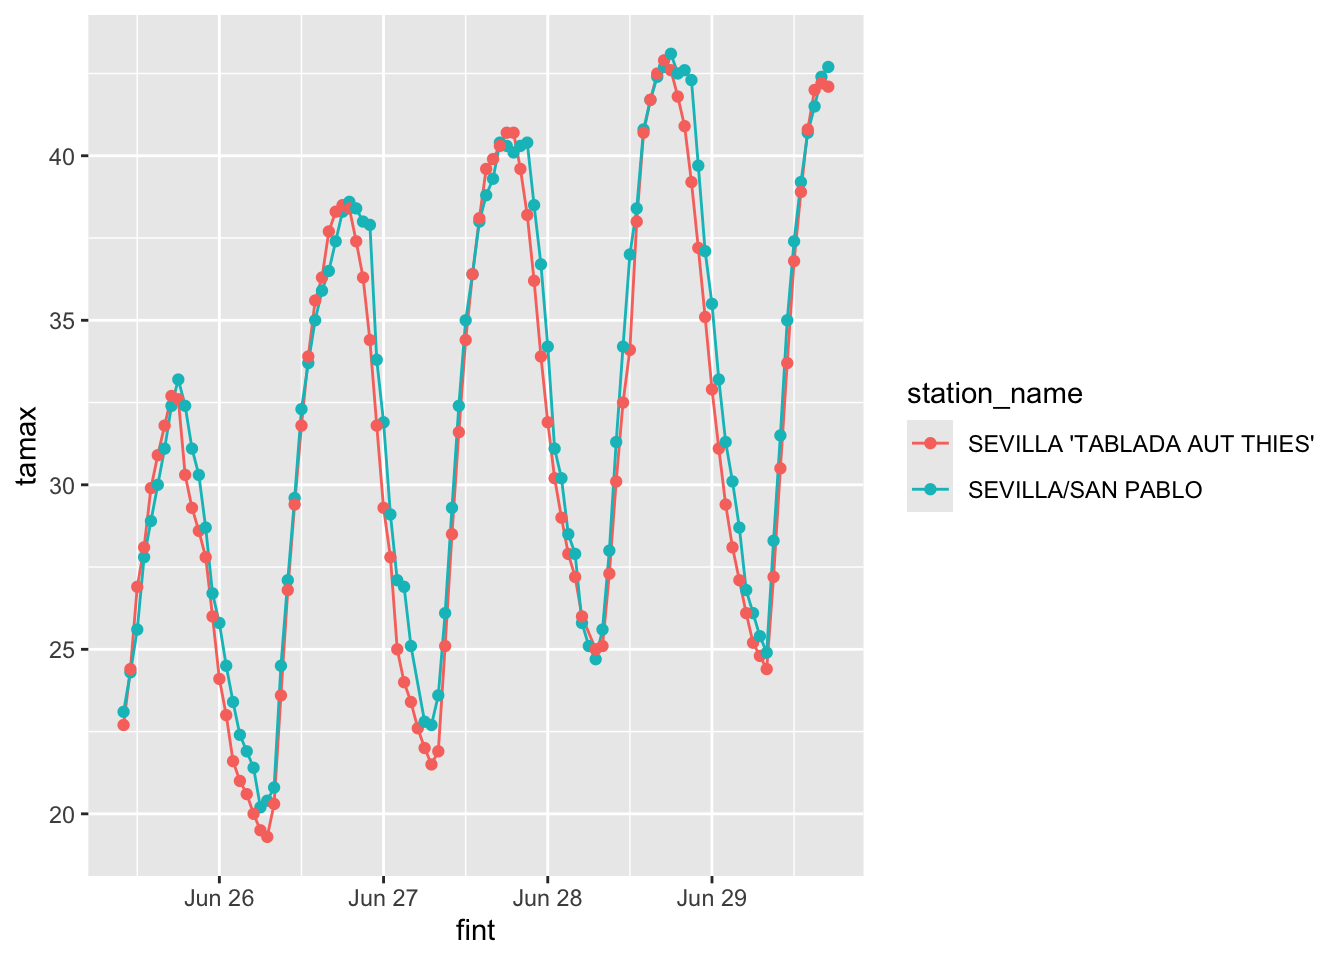 40
35
30
25
20
tamax
Jun 26
Jun 27
Jun 28
Jun 29
fint
station_name
SEVILLA 'TABLADA AUT THIES'
SEVILLA/SAN PABLO